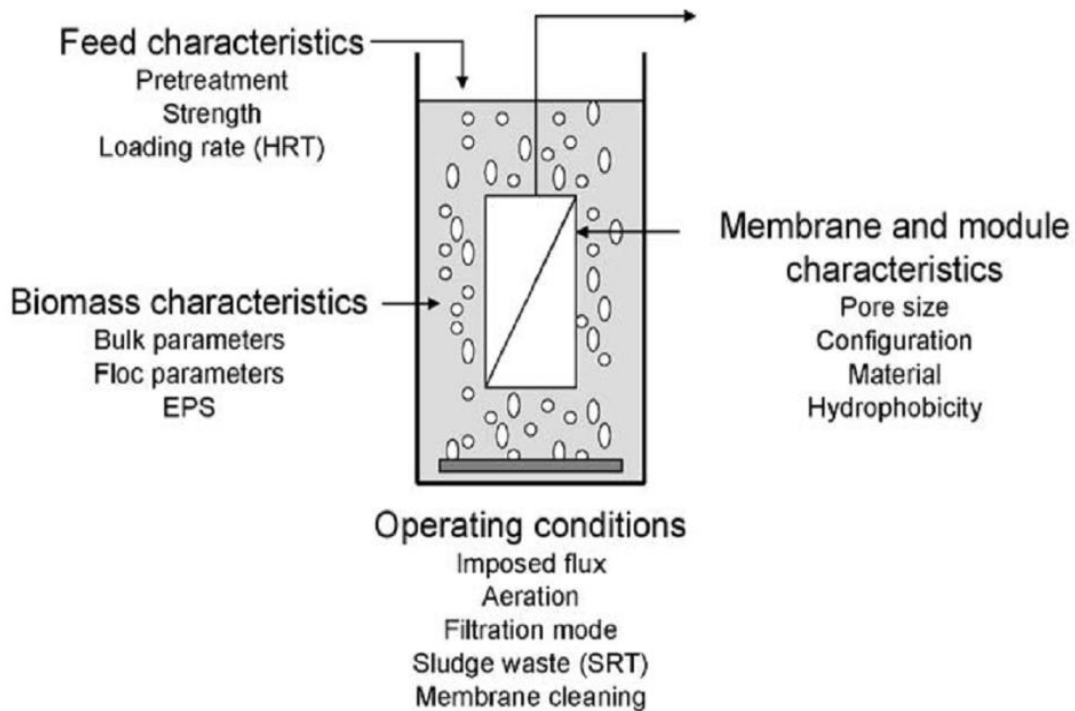 Feed characteristics
Pretreatment
Strength
Loading rate (HRT)
Biomass characteristics
Bulk parameters
Floc parameters
EPS
Membrane and module
characteristics
Pore size
Configuration
Material
Hydrophobicity
Operating conditions
Imposed flux
Aeration
Filtration mode
Sludge waste (SRT)
Membrane cleaning